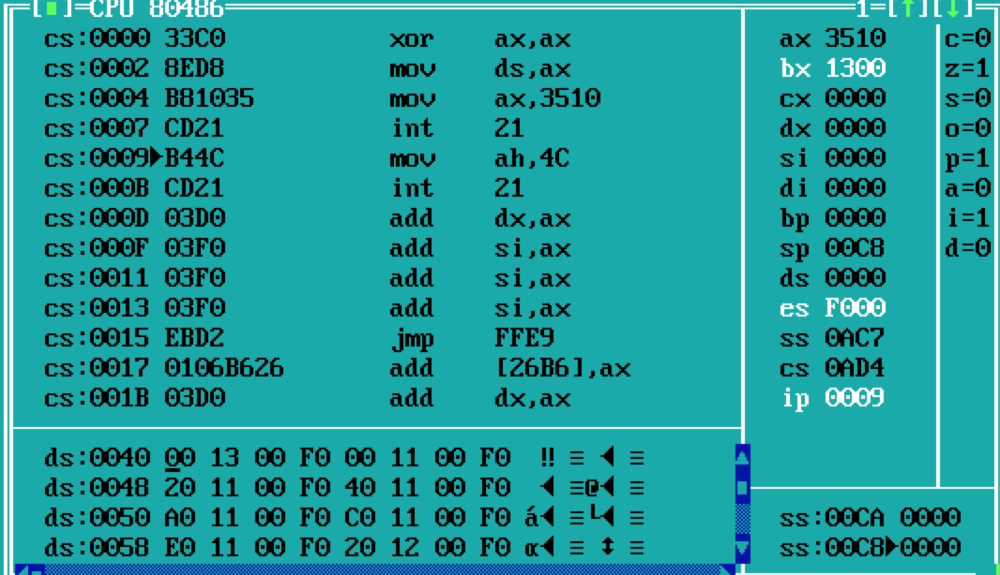 [■]=CPU 80486 1=[↑][↓]
cs:0000 33C0 xor ax,ax
cs:0002 8ED8 mov ds,ax
cs:0004 B81035 mov ax,3510
cs:0007 CD21 int 21
cs:0009►B44C mov ah,4C
cs:000B CD21 int 21
cs:000D 03D0 add dx,ax
cs:000F 03F0 add si,ax
cs:0011 03F0 add si,ax
cs:0013 03F0 add si,ax
cs:0015 EBD2 jmp FFE9
cs:0017 0106B626 add [26B6],ax
cs:001B 03D0 add dx,ax
ax 3510 c=0
bx 1300 z=1
cx 0000 s=0
dx 0000 o=0
si 0000 p=1
di 0000 a=0
bp 0000 i=1
sp 00C8 d=0
ds 0000
es F000
ss 0AC7
cs 0AD4
ip 0009
ds:0040 00 13 00 F0 00 11 00 F0 ‼ ≡ ◄ ≡
ds:0048 20 11 00 F0 40 11 00 F0 ◄ ≡@◄ ≡
ds:0050 A0 11 00 F0 C0 11 00 F0 á◄ ≡└◄ ≡
ds:0058 E0 11 00 F0 20 12 00 F0 α◄ ≡ ↕ ≡
ss:00CA 0000
ss:00C8►0000